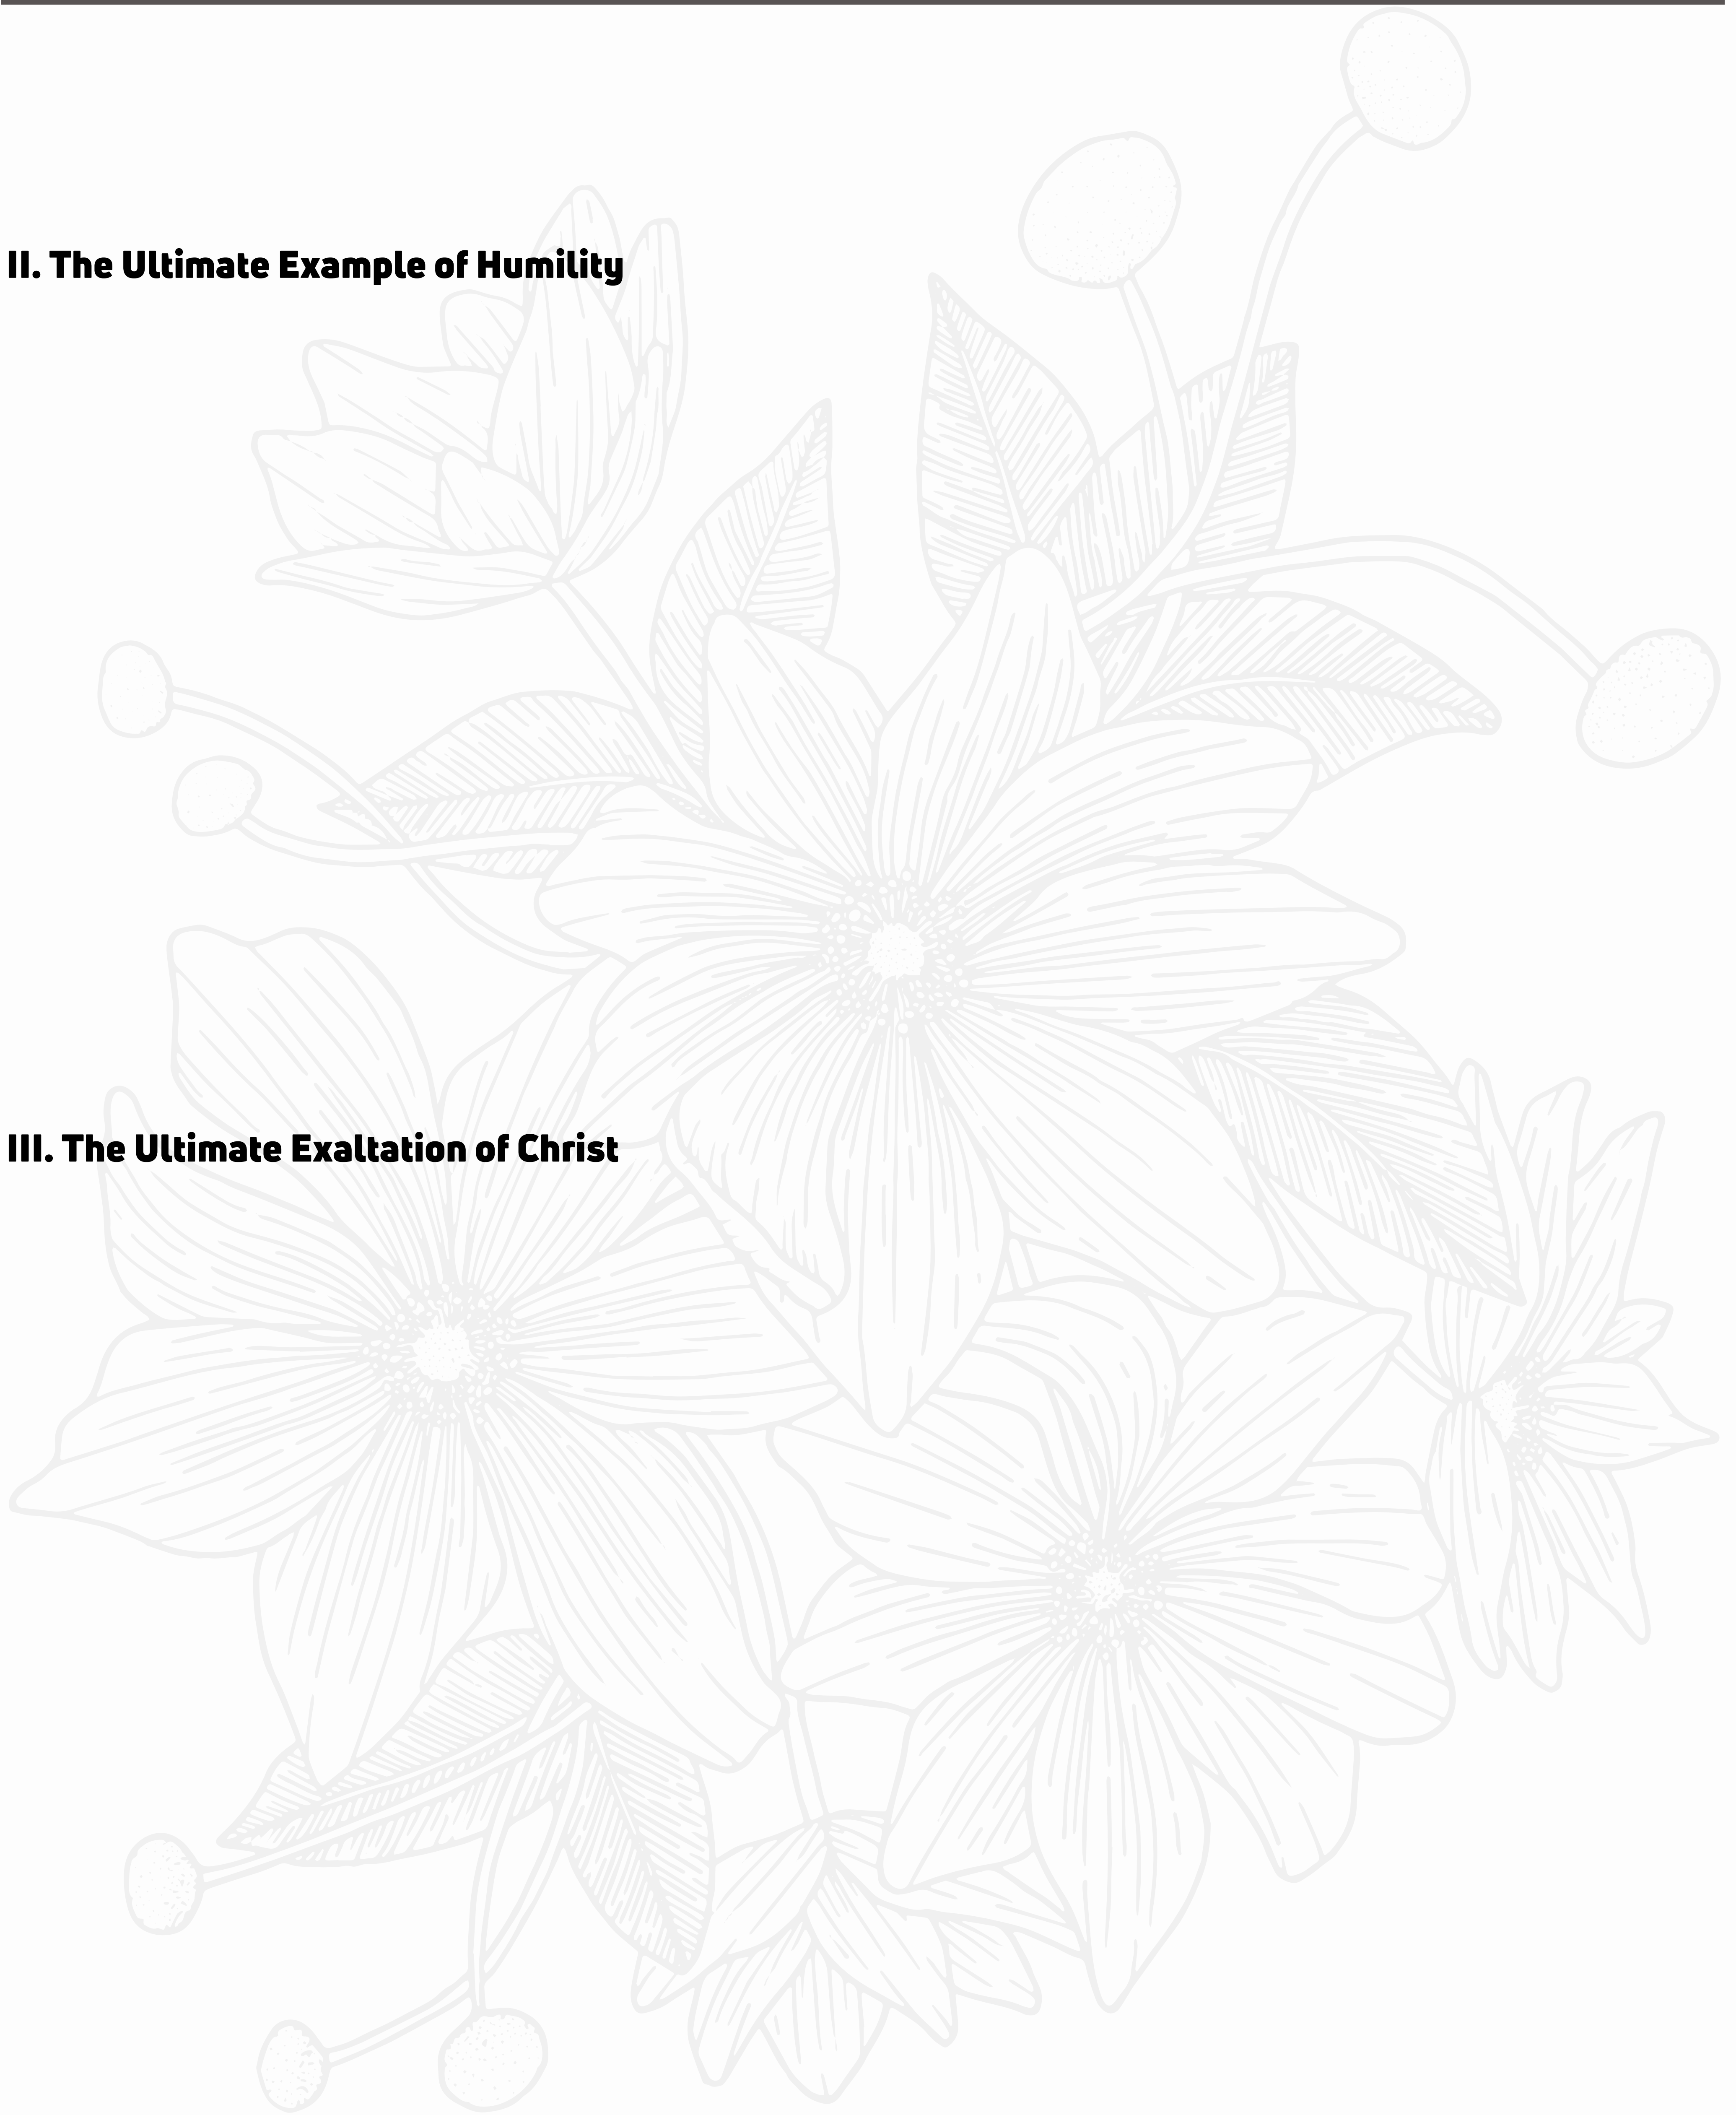 II. The Ultimate Example of Humility
III. The Ultimate Exaltation of Christ